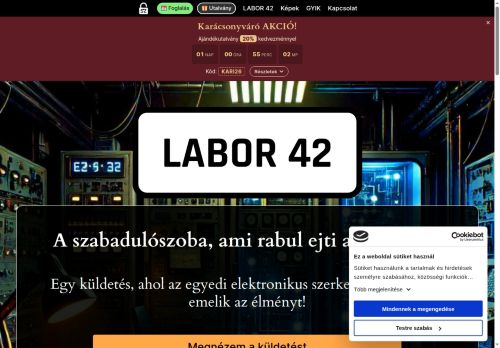 Foglalás
Utalvány
LABOR 42
Képek
GYIK
Kapcsolat
Karácsonyváró AKCIÓ!
Ajándékutalvány 20% kedvezménnyel
01 NAP 00 ÓRA 55 PERC 02 MP
Kód: KARI26 Részletek
E2:S:32
LABOR 42
A szabadulószoba, ami rabul ejti a
Egy küldetés, ahol az egyedi elektronikus szerke
emelik az élményt!
Megnézem a küldetést
Cookiebot
by Usercentrics
Ez a weboldal sütiket használ
Sütiket használunk a tartalmak és hirdetések
személyre szabásához, közösségi funkciók...
Több megjelenítése
Mindennek a megengedése
Testre szabás